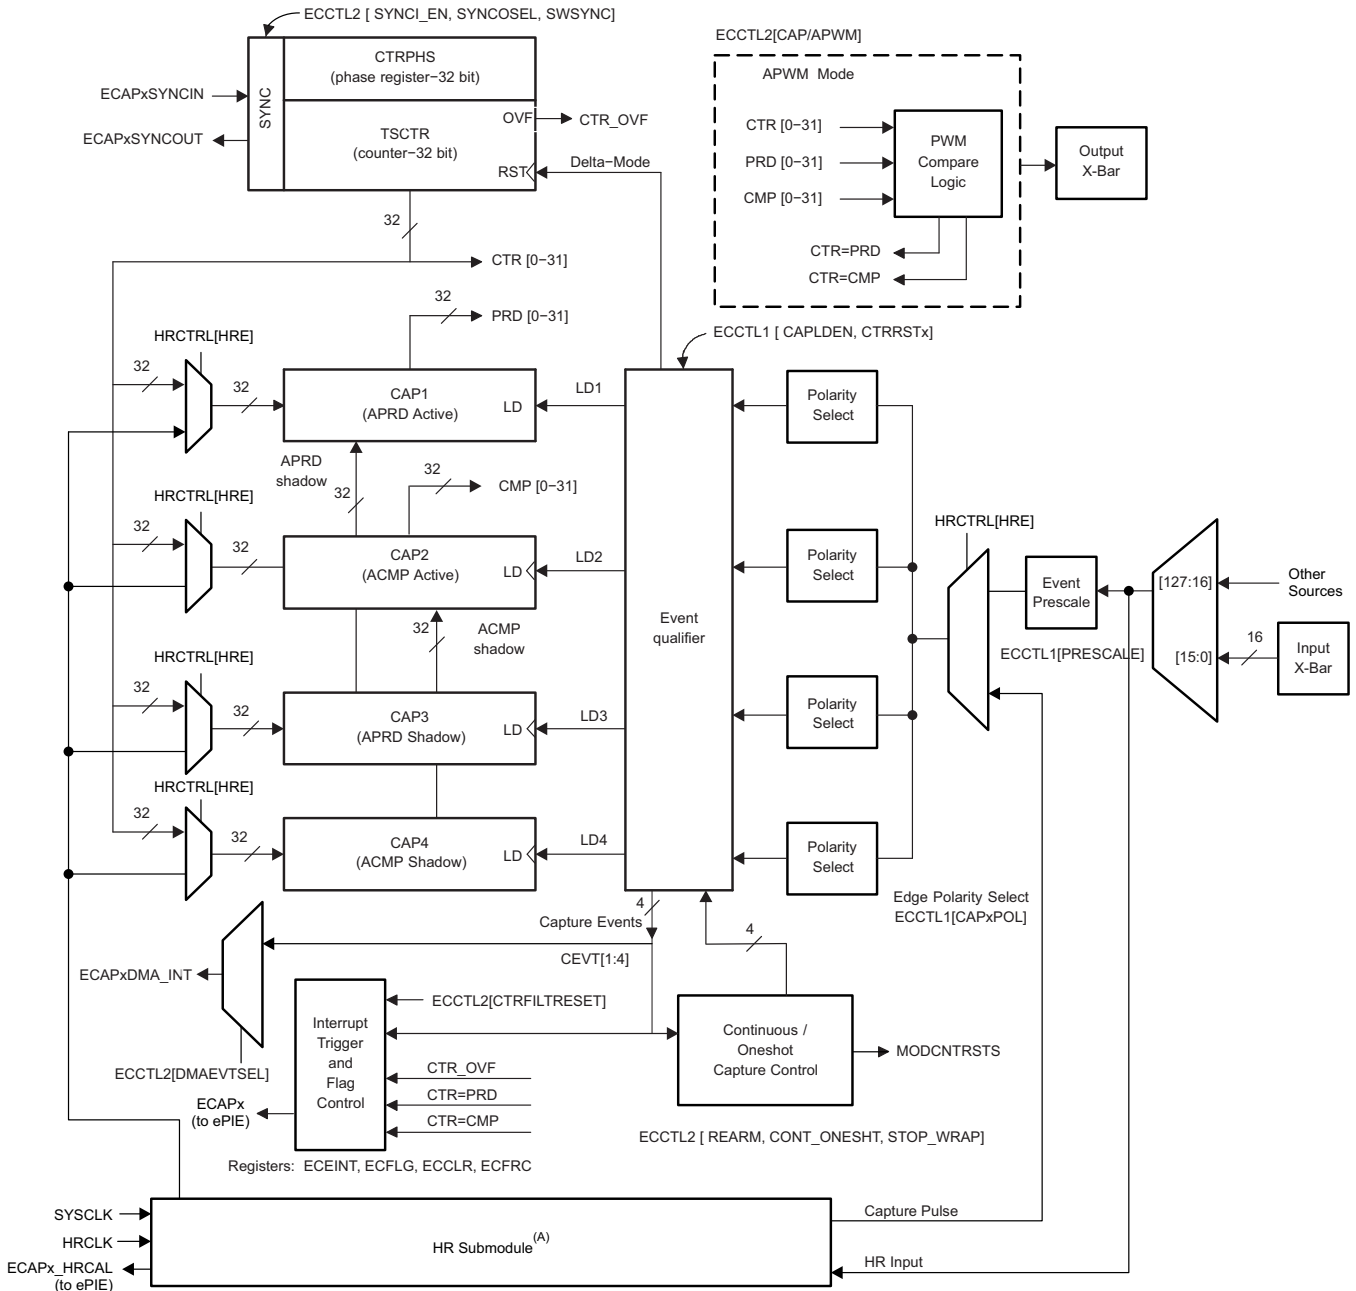 ECCTL2 [ SYNCI_EN, SYNCOSEL, SWSYNC]
SYNC
CTRPHS
(phase register−32 bit)
ECAPxSYNCIN
ECAPxSYNCOUT
TSCTR
(counter−32 bit)
OVF
CTR_OVF
RST
Delta−Mode
32
CTR [0−31]
32
PRD [0−31]
ECCTL2[CAP/APWM]
APWM Mode
CTR [0−31]
PRD [0−31]
CMP [0−31]
PWM
Compare
Logic
Output
X-Bar
CTR=PRD
CTR=CMP
ECCTL1 [ CAPLDEN, CTRRSTx]
HRCTRL[HRE]
32
32
CAP1
(APRD Active)
LD
LD1
Polarity
Select
APRD
shadow
32
32
CMP [0−31]
HRCTRL[HRE]
32
32
CAP2
(ACMP Active)
LD
LD2
Event
qualifier
Polarity
Select
HRCTRL[HRE]
Event
Prescale
ECCTL1[PRESCALE]
[127:16]
[15:0]
Other
Sources
16
Input
X-Bar
32
ACMP
shadow
HRCTRL[HRE]
32
32
CAP3
(APRD Shadow)
LD
LD3
Polarity
Select
HRCTRL[HRE]
32
32
CAP4
(ACMP Shadow)
LD
LD4
Polarity
Select
Edge Polarity Select
ECCTL1[CAPxPOL]
4
Capture Events
CEVT[1:4]
4
ECAPxDMA_INT
ECCTL2[DMAEVTSEL]
Interrupt
Trigger
and
Flag
Control
ECCTL2[CTRFILTRESET]
CTR_OVF
CTR=PRD
CTR=CMP
ECAPx
(to ePIE)
Continuous /
Oneshot
Capture Control
MODCNTRSTS
ECCTL2 [ REARM, CONT_ONESHT, STOP_WRAP]
Registers: ECEINT, ECFLG, ECCLR, ECFRC
SYSCLK
HRCLK
ECAPx_HRCAL
(to ePIE)
HR Submodule(A)
Capture Pulse
HR Input